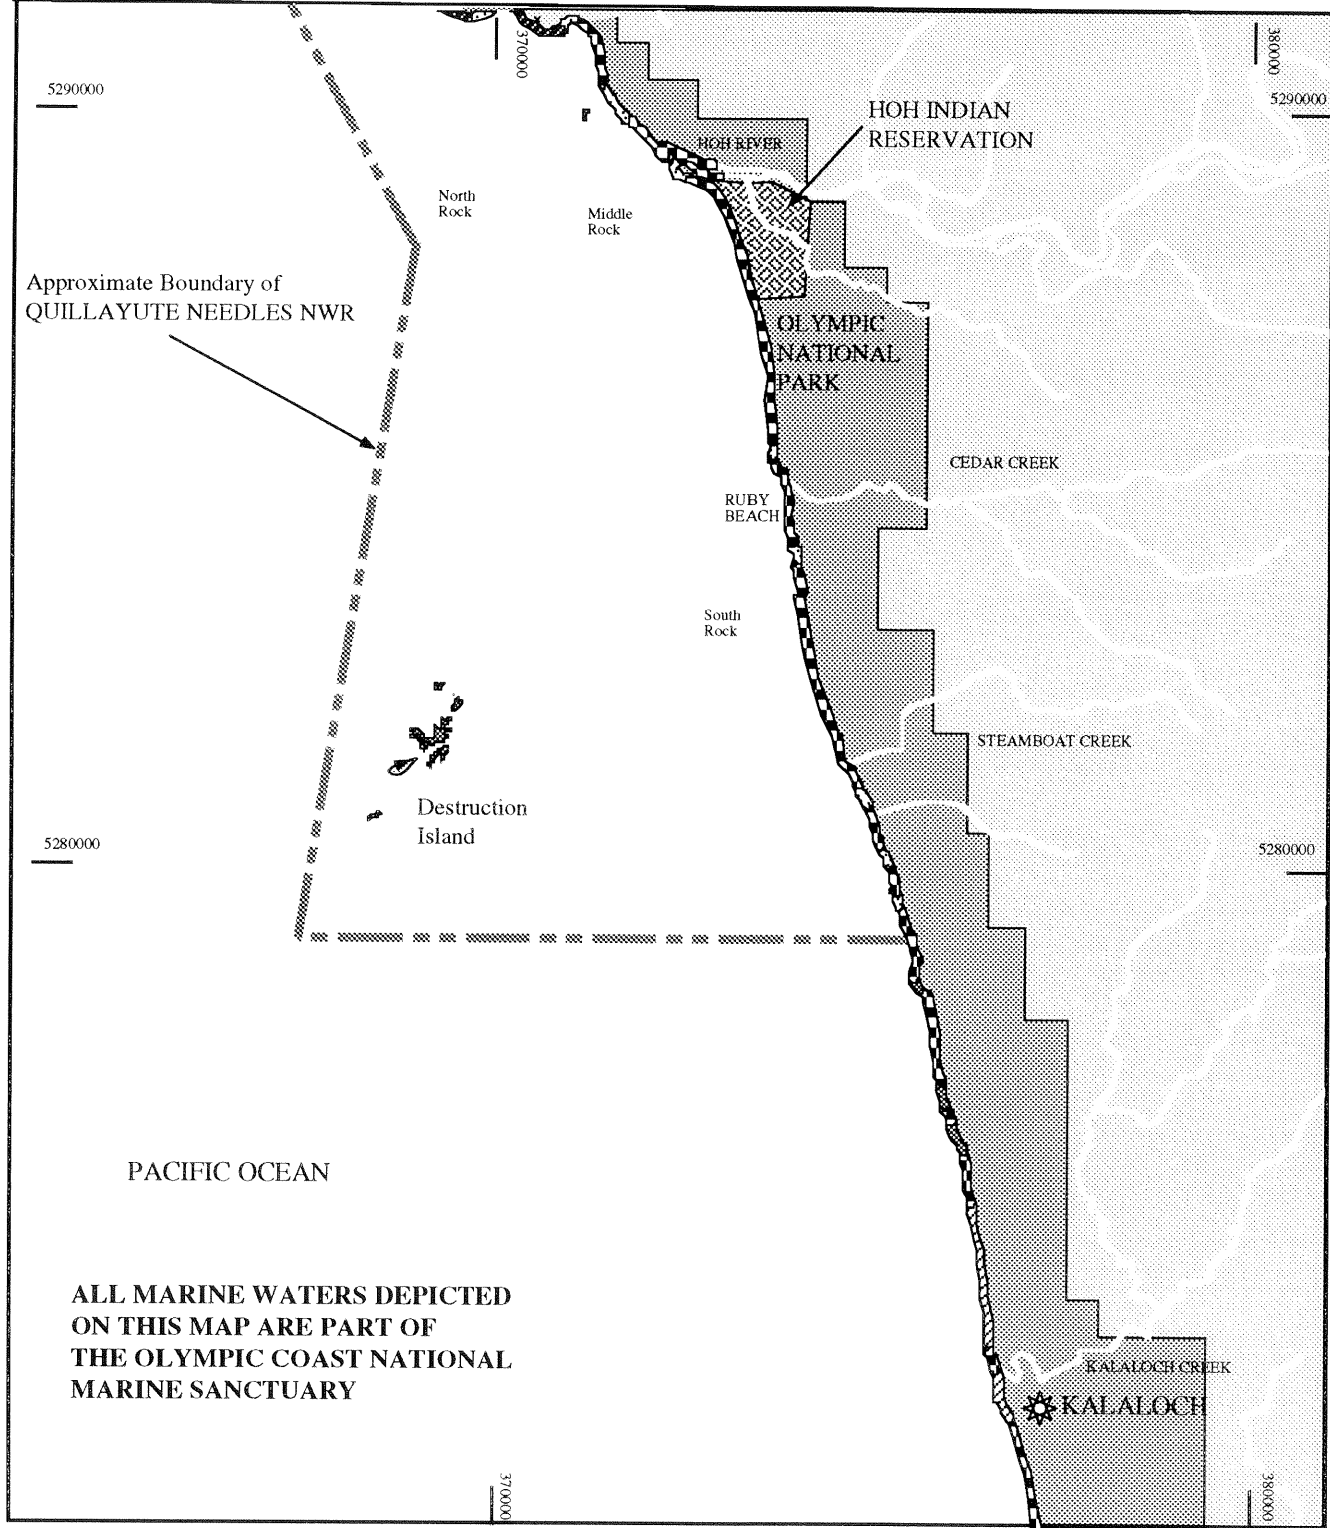 370000
380000
5290000
5290000
HOH INDIAN
RESERVATION
HOH RIVER
North
Rock
Middle
Rock
Approximate Boundary of
QUILLAYUTE NEEDLES NWR
OLYMPIC
NATIONAL
PARK
CEDAR CREEK
RUBY
BEACH
South
Rock
STEAMBOAT CREEK
Destruction
Island
5280000
5280000
PACIFIC OCEAN
ALL MARINE WATERS DEPICTED
ON THIS MAP ARE PART OF
THE OLYMPIC COAST NATIONAL
MARINE SANCTUARY
KALALOCH CREEK
KALALOCH
370000
380000